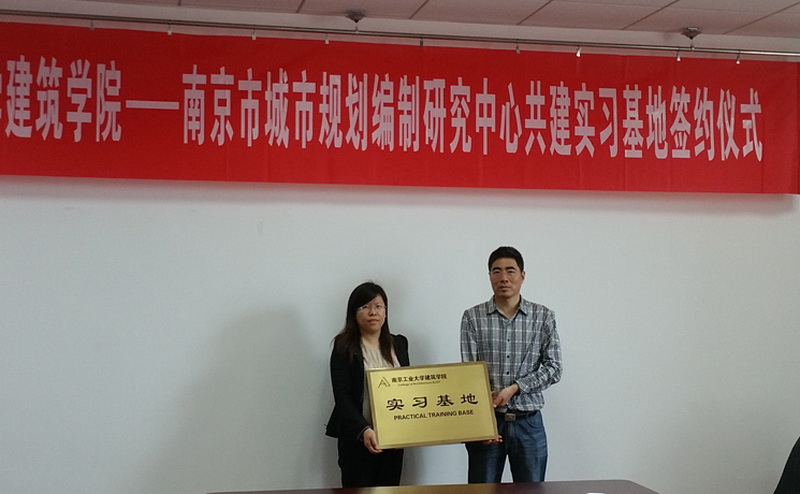 建筑学院——南京市城市规划编制研究中心共建实习基地签约仪式
南京工业大学建筑学院
实习基地
PRACTICAL TRAINING BASE